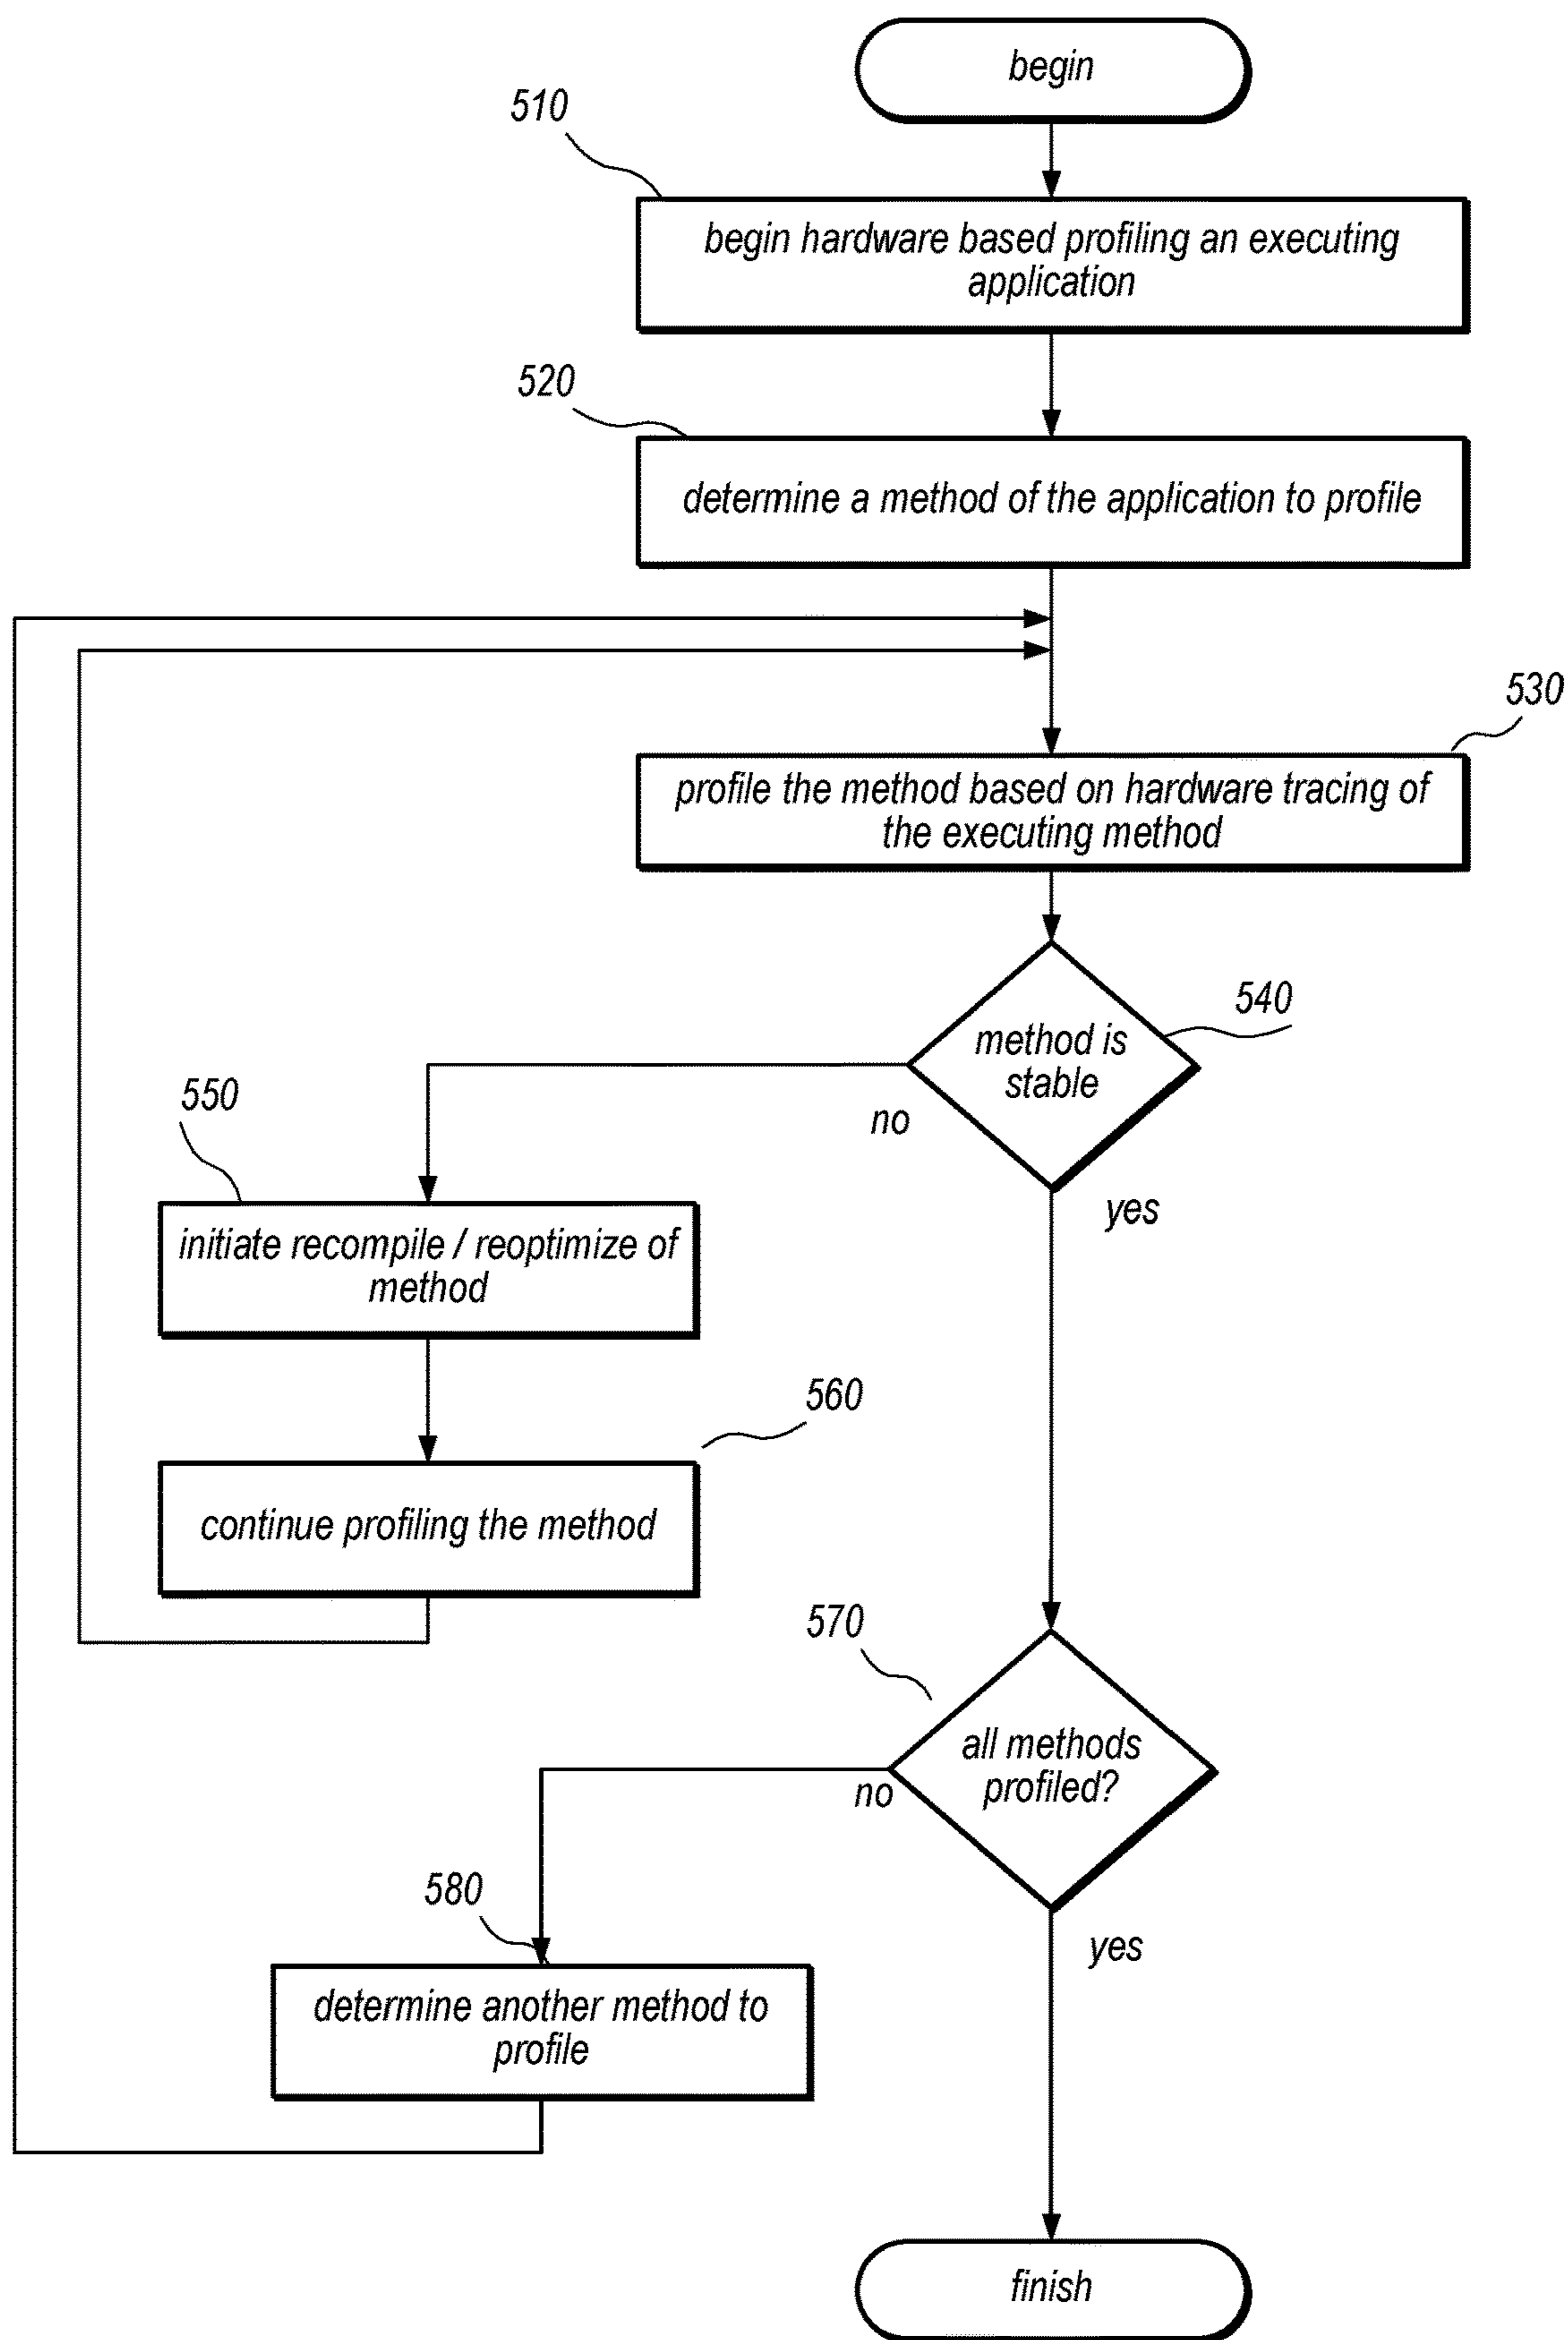 begin
510
begin hardware based profiling an executing
application
520
determine a method of the application to profile
530
profile the method based on hardware tracing of
the executing method
540
method is
stable
no
yes
550
initiate recompile / reoptimize of
method
560
continue profiling the method
570
all methods
profiled?
no
yes
580
determine another method to
profile
finish